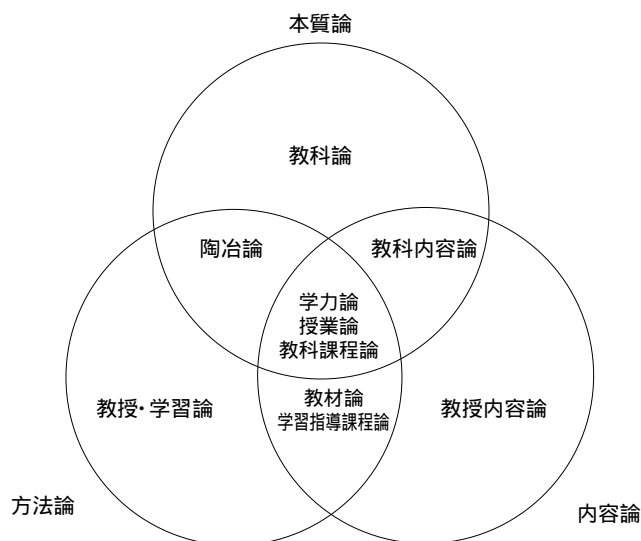 本質論
教科論
陶冶論
教科内容論
学力論
授業論
教科課程論
教材論
学習指導課程論
教授・学習論
教授内容論
方法論
内容論